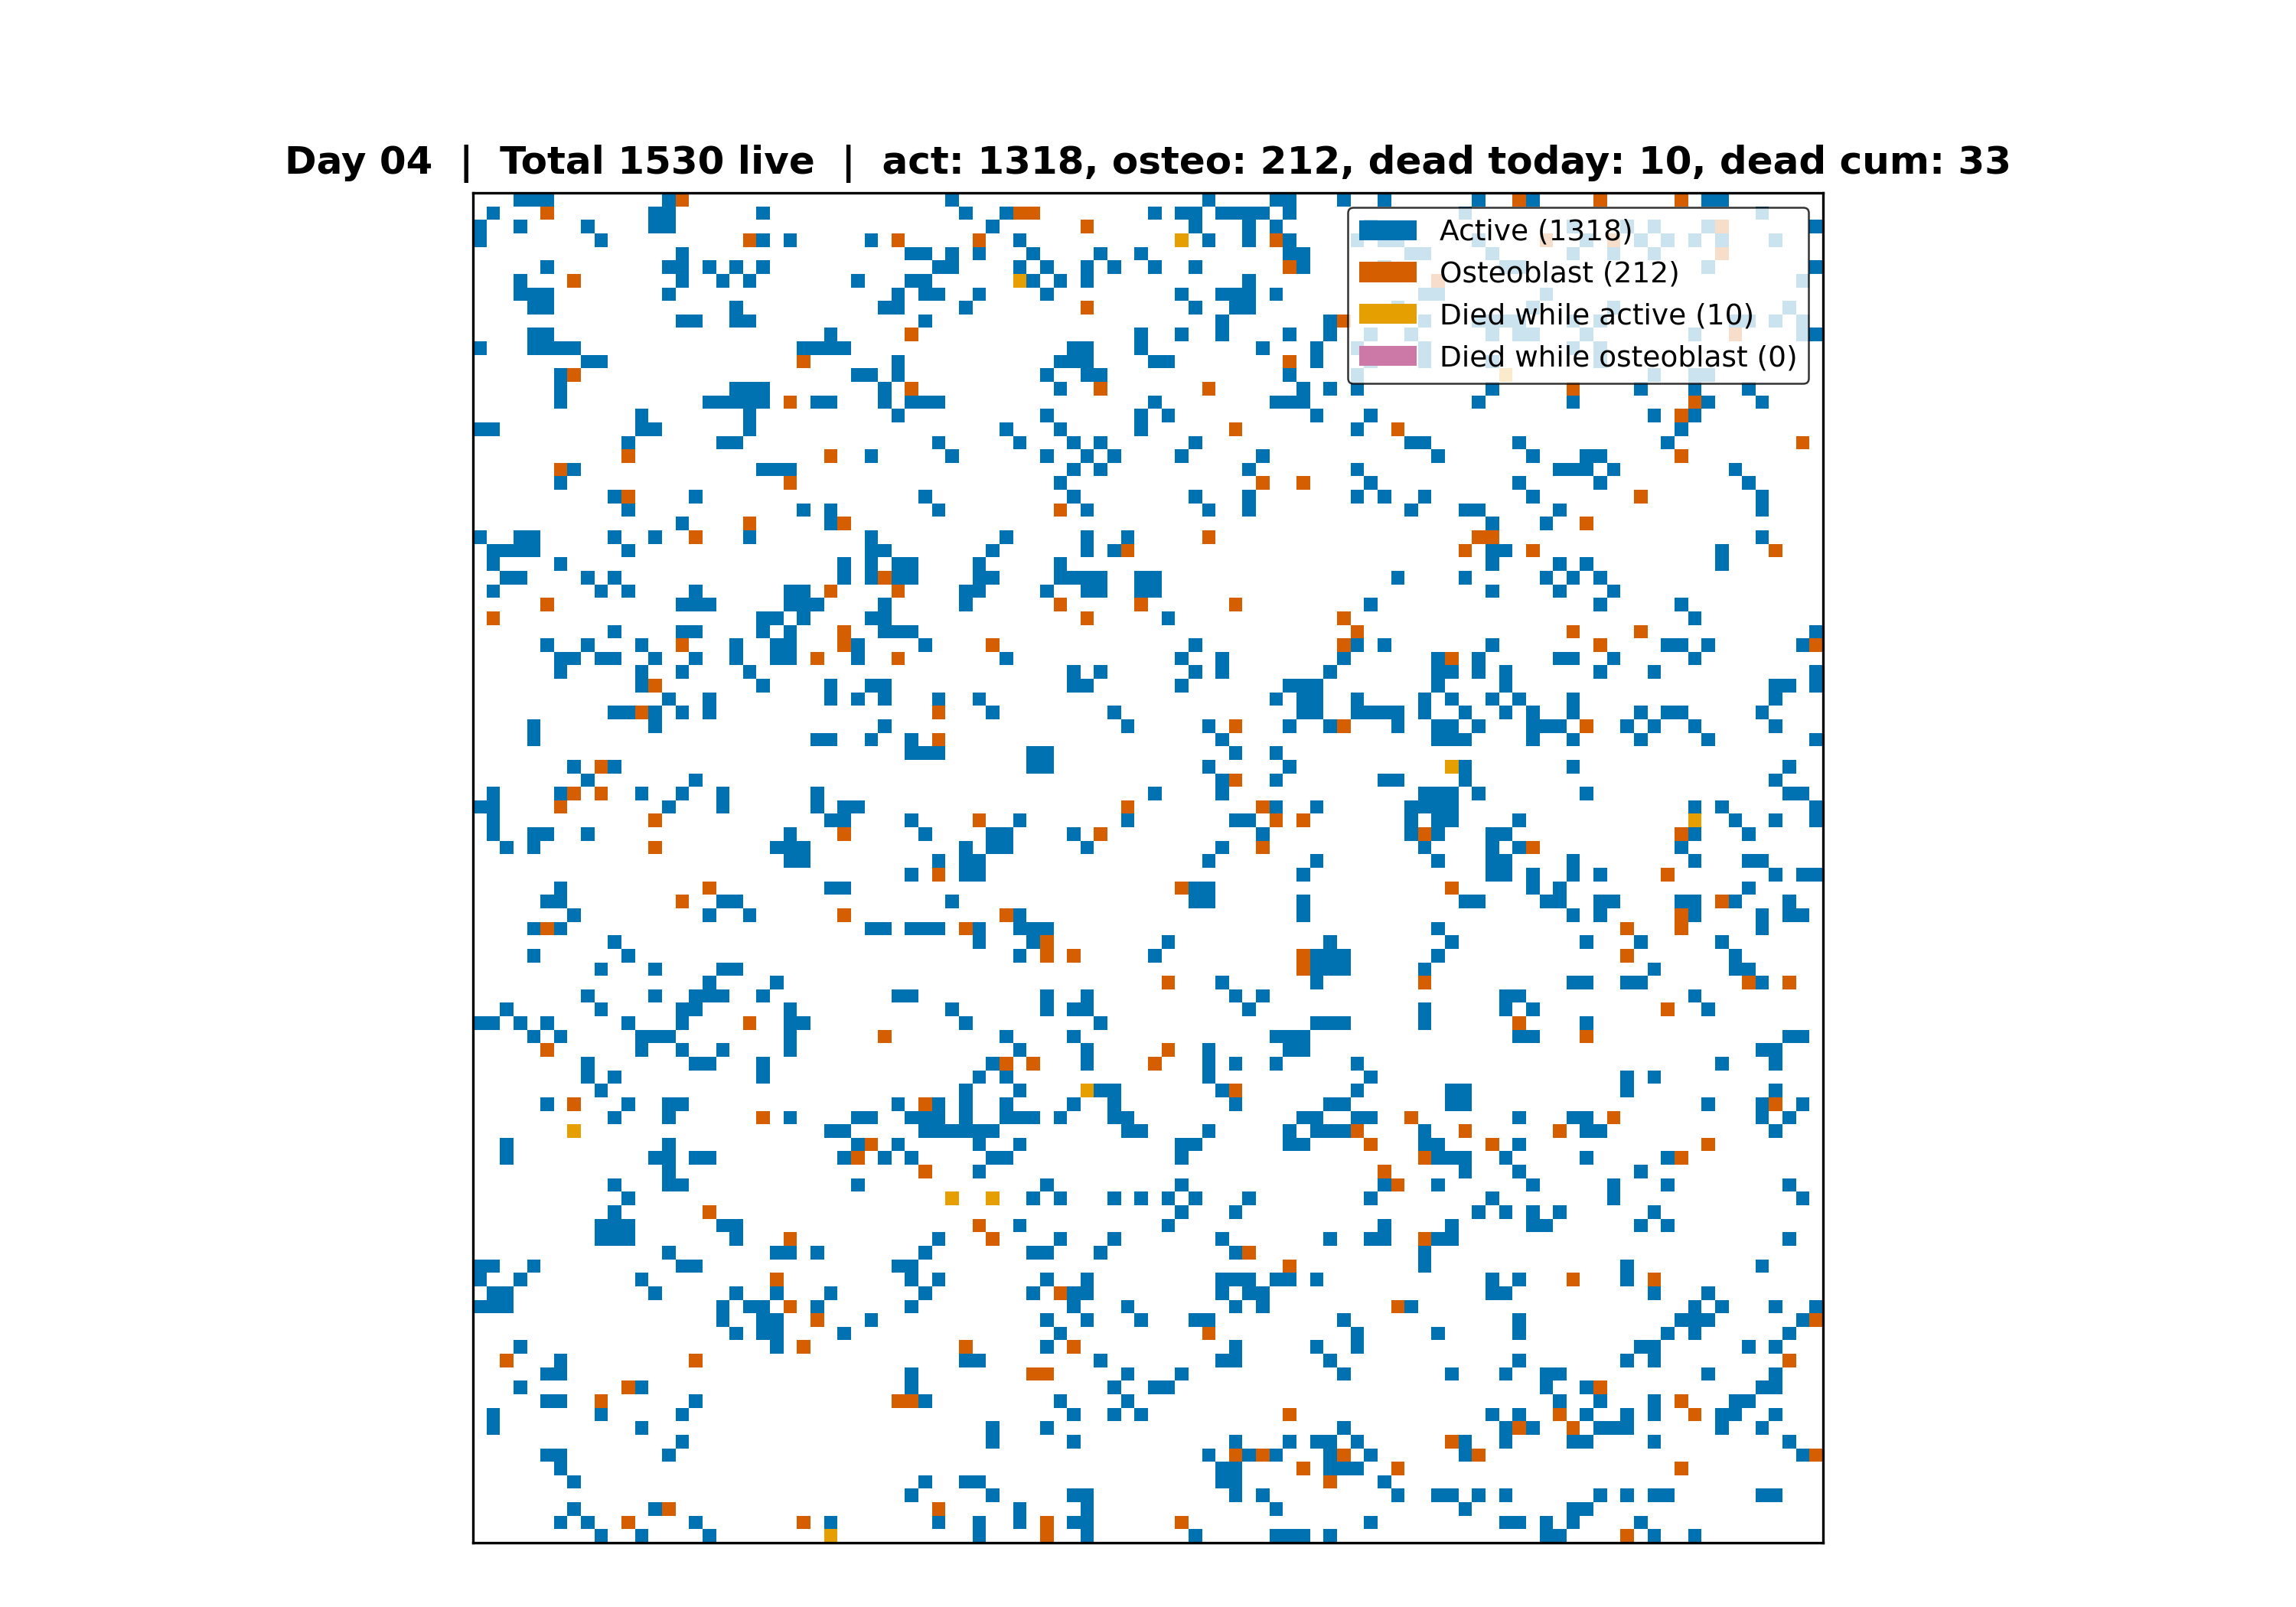 Day 04 | Total 1530 live | act: 1318, osteo: 212, dead today: 10, dead cum: 33
Active (1318)
Osteoblast (212)
Died while active (10)
Died while osteoblast (0)